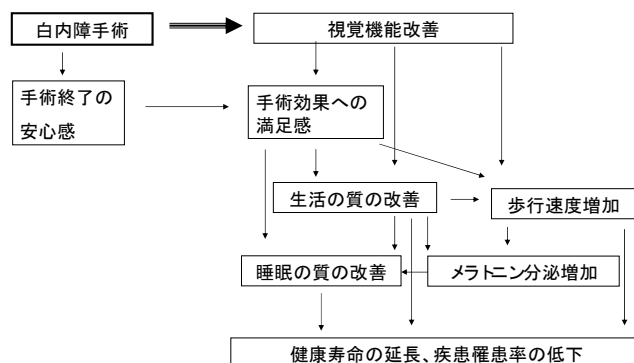 白内障手術
視覚機能改善
手術終了の
安心感
手術効果への
満足感
生活の質の改善
歩行速度増加
睡眠の質の改善
メラトニン分泌増加
健康寿命の延長、疾患罹患率の低下